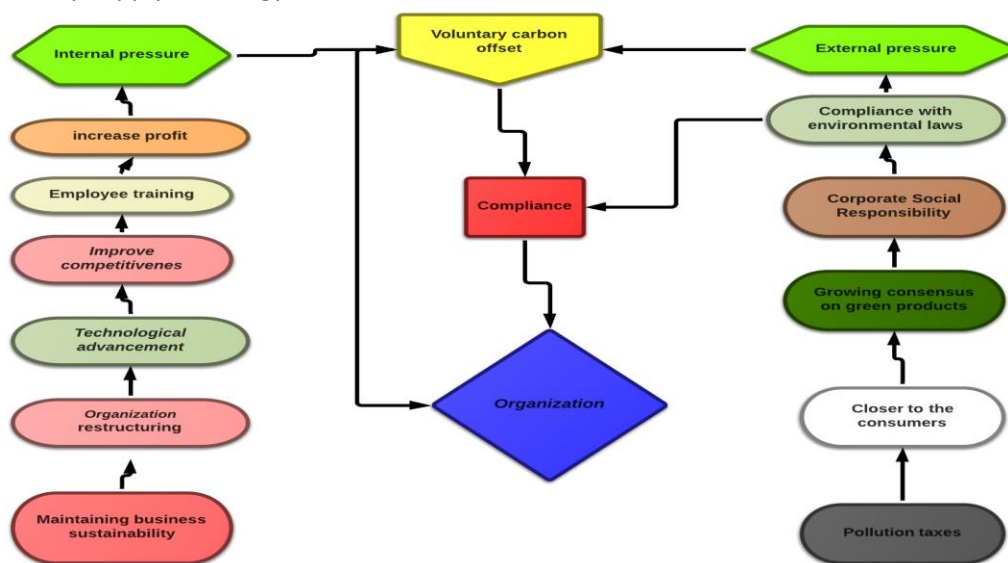 Internal pressure
Voluntary carbon
offset
External pressure
increase profit
Compliance with
environmental laws
Employee training
Compliance
Corporate Social
Responsibility
Improve
competitivenes
Growing consensus
on green products
Technological
advancement
Organization
Organization
restructuring
Closer to the
consumers
Maintaining business
sustainability
Pollution taxes